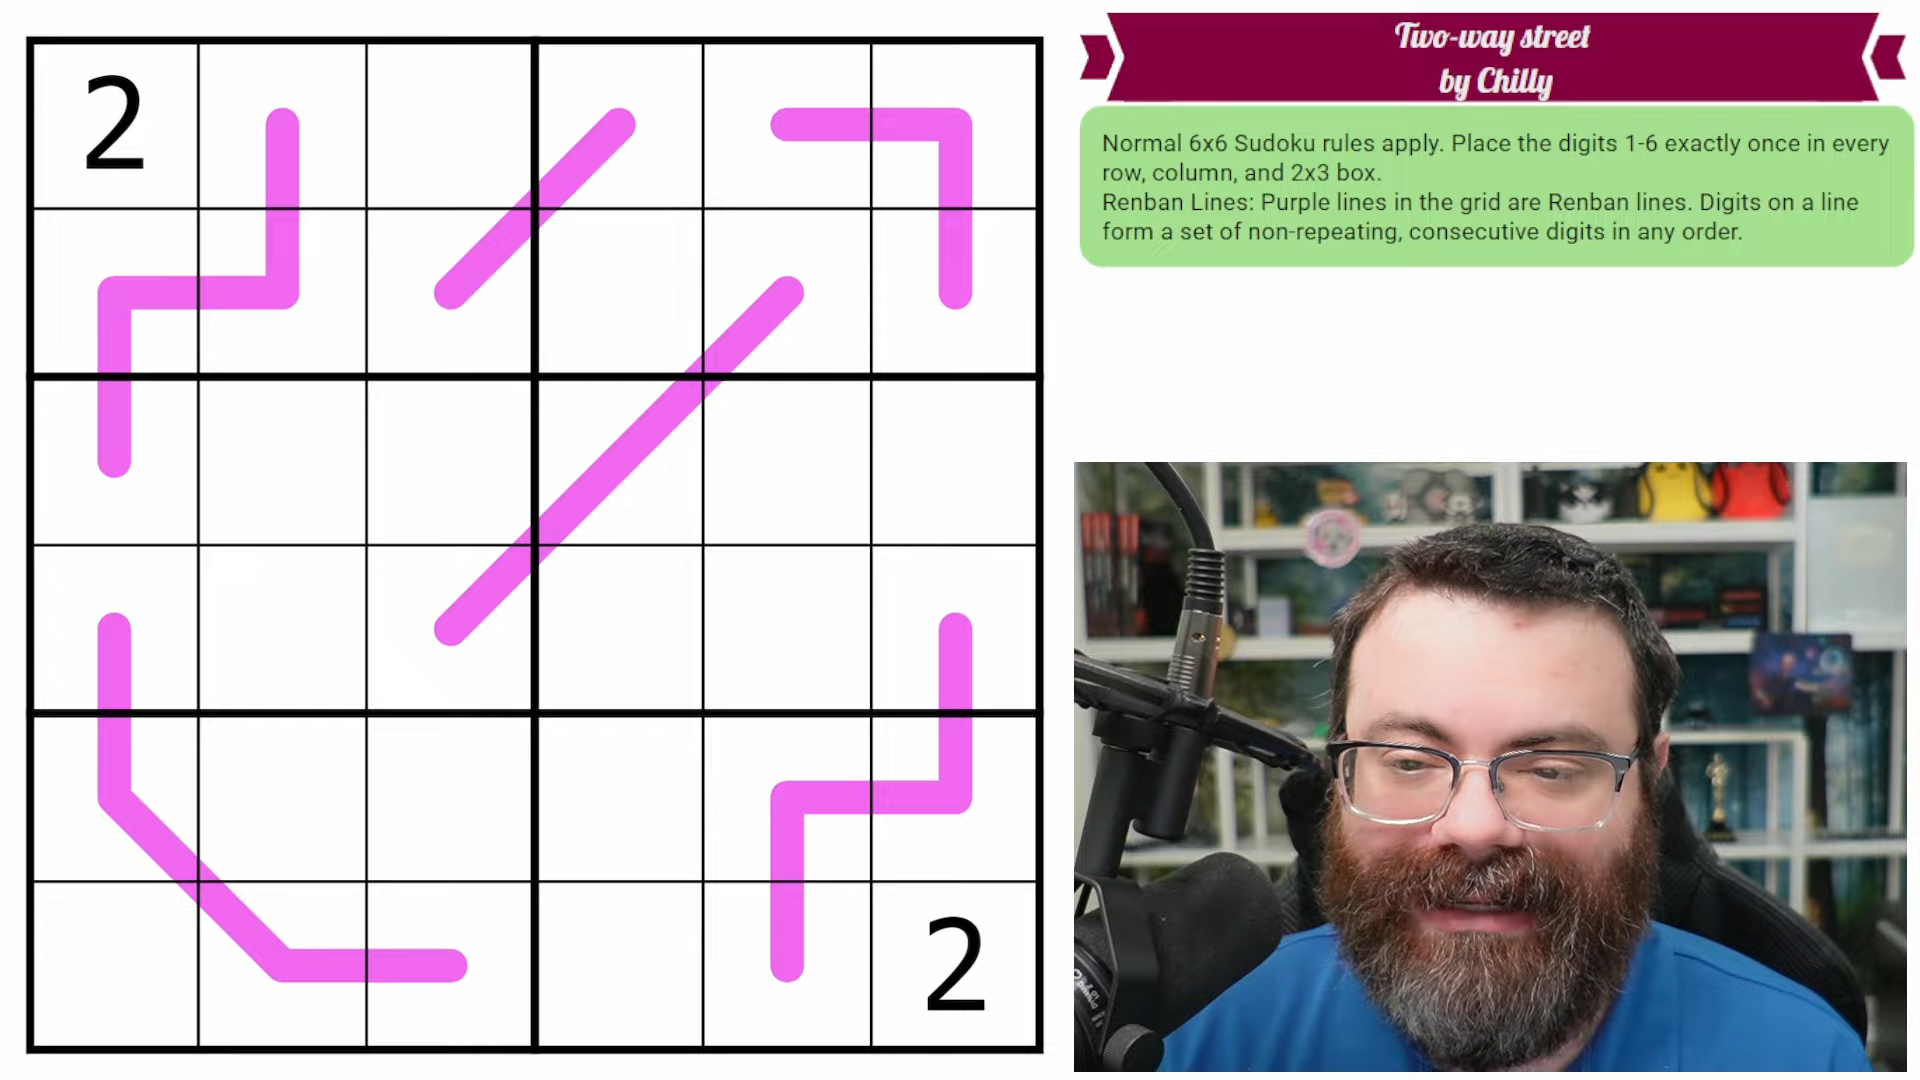 Two-way street
by Chilly
Normal 6x6 Sudoku rules apply. Place the digits 1-6 exactly once in every
row, column, and 2x3 box.
Renban Lines: Purple lines in the grid are Renban lines. Digits on a line
form a set of non-repeating, consecutive digits in any order.
2
2